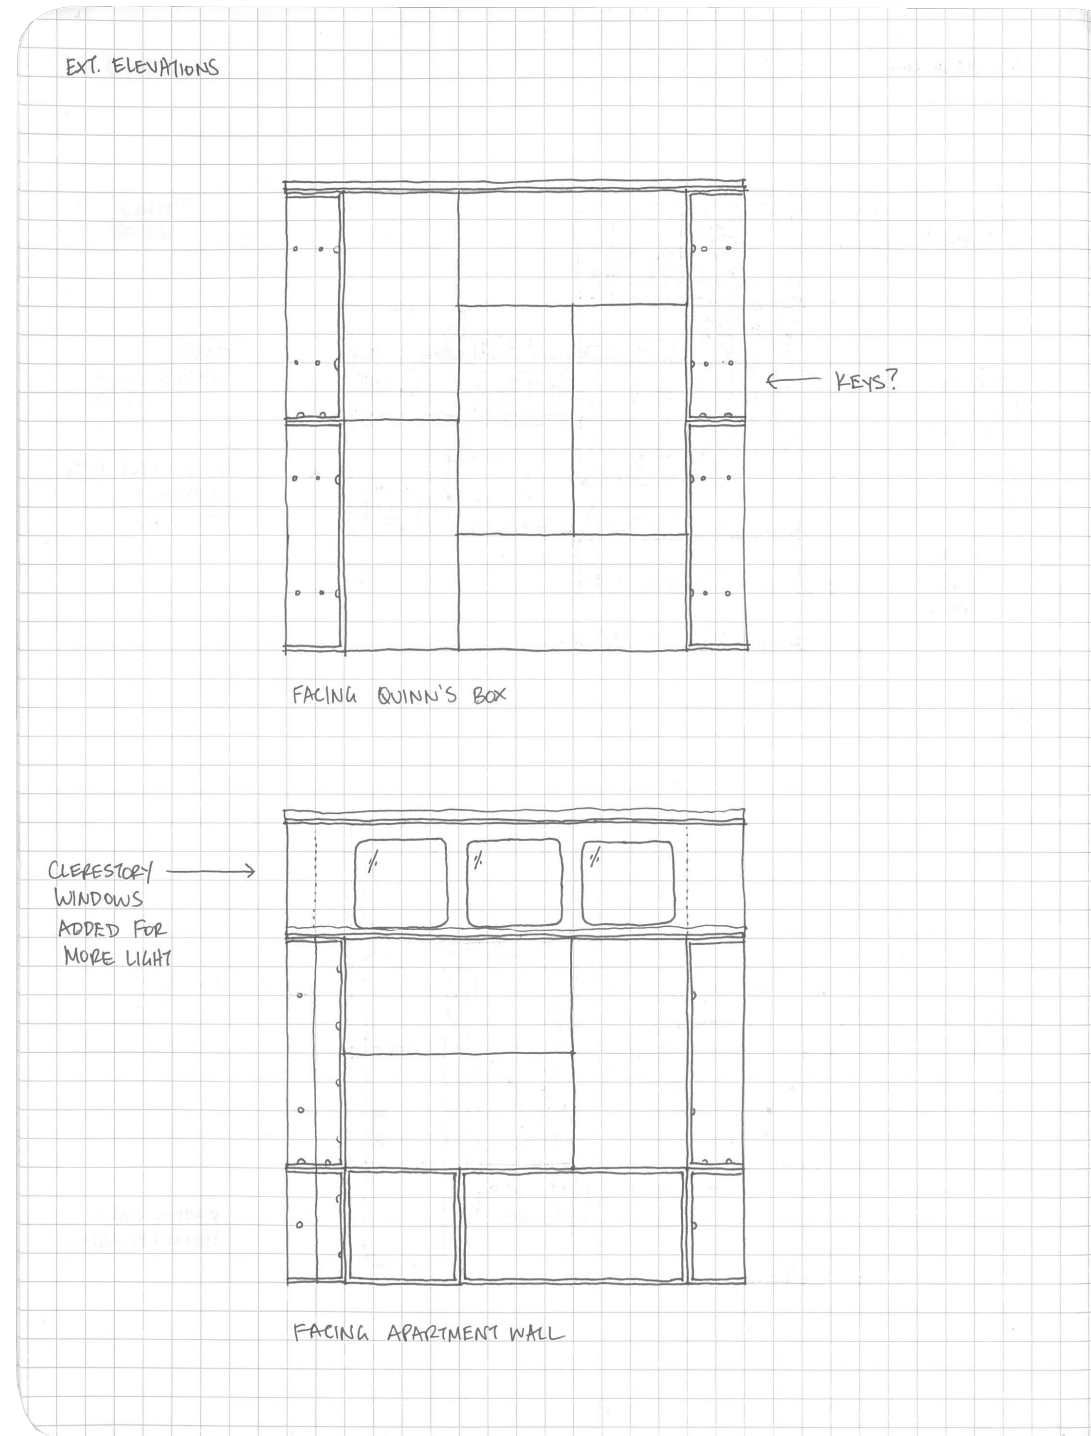 EXT. ELEVATIONS
KEYS?
FACING QUINN'S BOX
CLERESTORY
WINDOWS
ADDED FOR
MORE LIGHT
FACING APARTMENT WALL